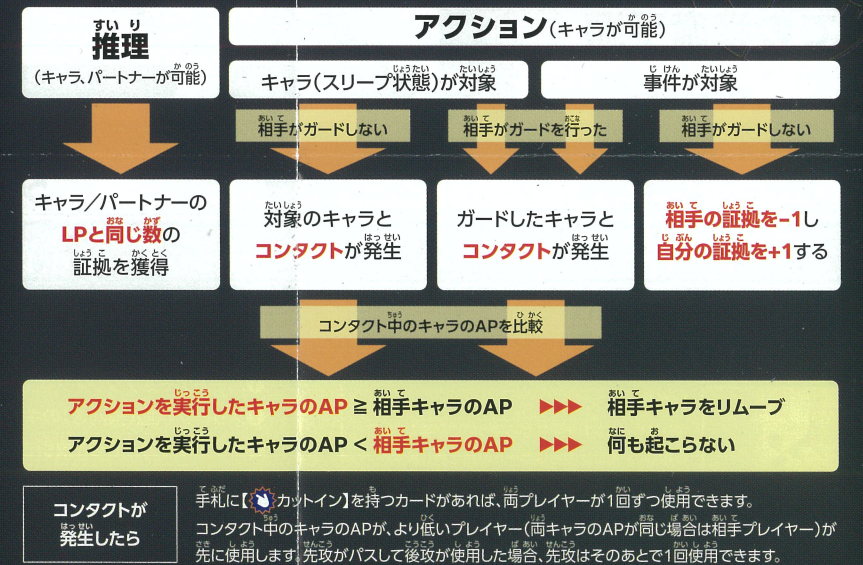 推理
(キャラ、パートナーが可能)
アクション(キャラが可能)
キャラ(スリープ状態)が対象
事件が対象
相手がガードしない
相手がガードを行った
相手がガードしない
キャラ/パートナーの
LPと同じ数の
証拠を獲得
対象のキャラと
コンタクトが発生
ガードしたキャラと
コンタクトが発生
相手の証拠を-1し
自分の証拠を+1する
コンタクト中のキャラのAPを比較
アクションを実行したキャラのAP ≧ 相手キャラのAP ▶▶▶ 相手キャラをリムーブ
アクションを実行したキャラのAP < 相手キャラのAP ▶▶▶ 何も起こらない
コンタクトが
発生したら
手札に【カットイン】を持つカードがあれば、両プレイヤーが1回ずつ使用できます。
コンタクト中のキャラのAPが、より低いプレイヤー(両キャラのAPが同じ場合は相手プレイヤー)が
先に使用します。先攻がパスして後攻が使用した場合、先攻はそのあとで1回使用できます。